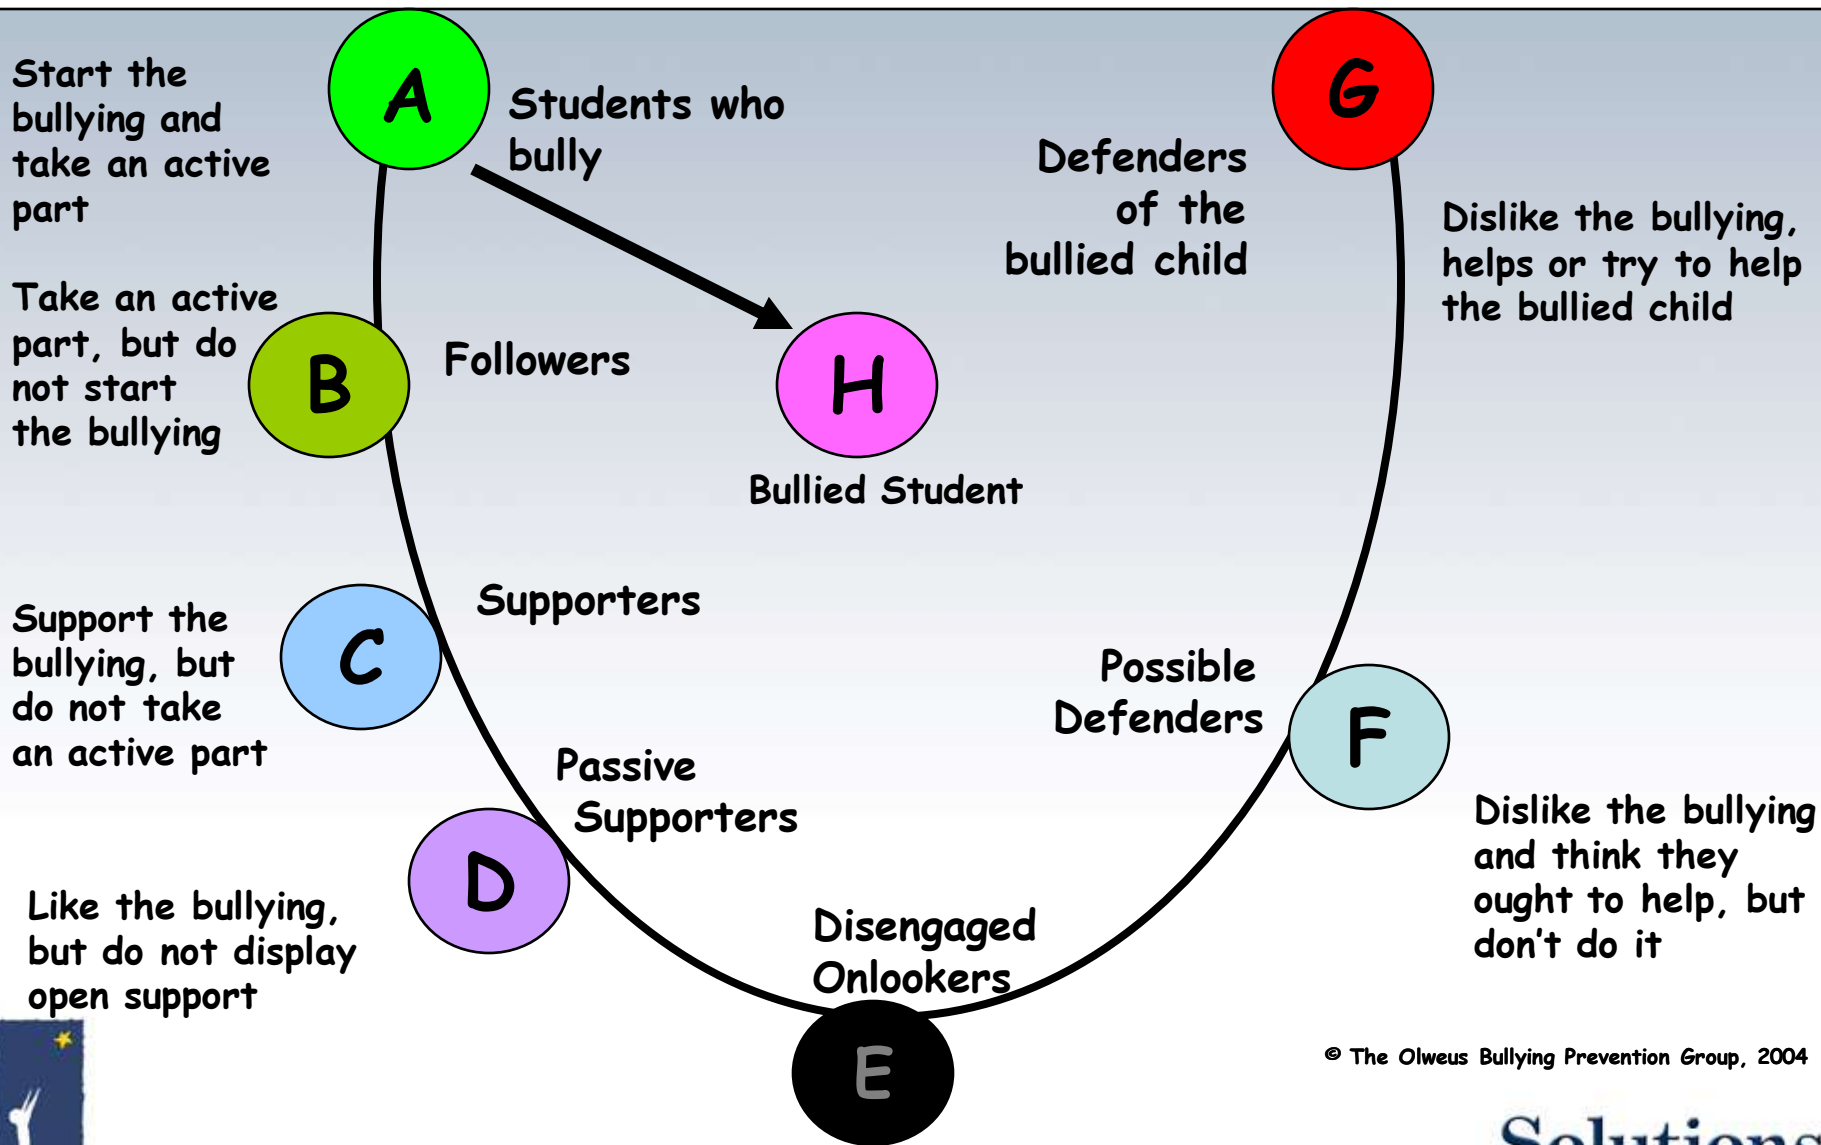 Start the
bullying and
take an active
part
A
Students who
bully
G
Defenders
of the
bullied child
Dislike the bullying,
helps or try to help
the bullied child
Take an active
part, but do
not start
the bullying
B
Followers
H
Bullied Student
Support the
bullying, but
do not take
an active part
C
Supporters
Possible
Defenders
F
Passive
Supporters
D
Dislike the bullying
and think they
ought to help, but
don't do it
Like the bullying,
but do not display
open support
Disengaged
Onlookers
E
© The Olweus Bullying Prevention Group, 2004
Solutions